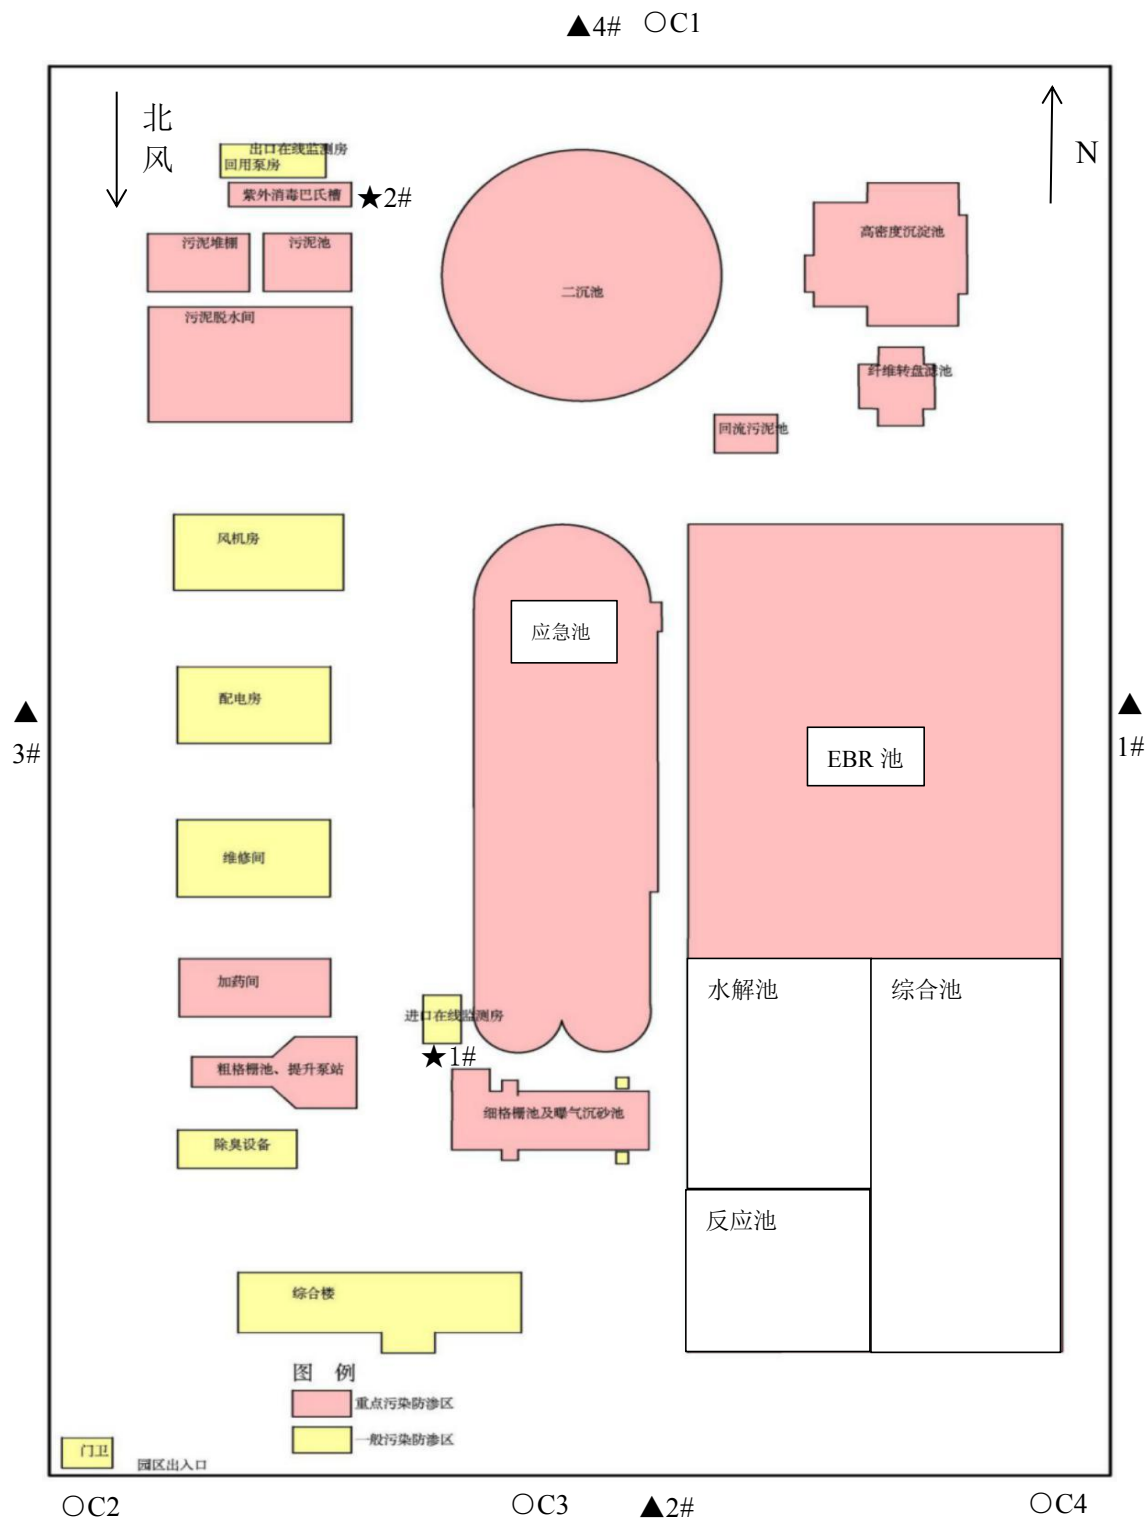 ▲4# ○C1
北
风
N
出口在线监测房
回用泵房
紫外消毒巴氏槽
★2#
污泥堆棚
污泥池
污泥脱水间
二沉池
高密度沉淀池
纤维转盘滤池
回流污泥池
风机房
应急池
配电房
▲
3#
▲
1#
EBR 池
维修间
加药间
水解池
综合池
进口在线监测房
★1#
粗格栅池、提升泵站
细格栅池及曝气沉砂池
除臭设备
反应池
综合楼
图 例
重点污染防渗区
一般污染防渗区
门卫
园区出入口
○C2
○C3
▲2#
○C4